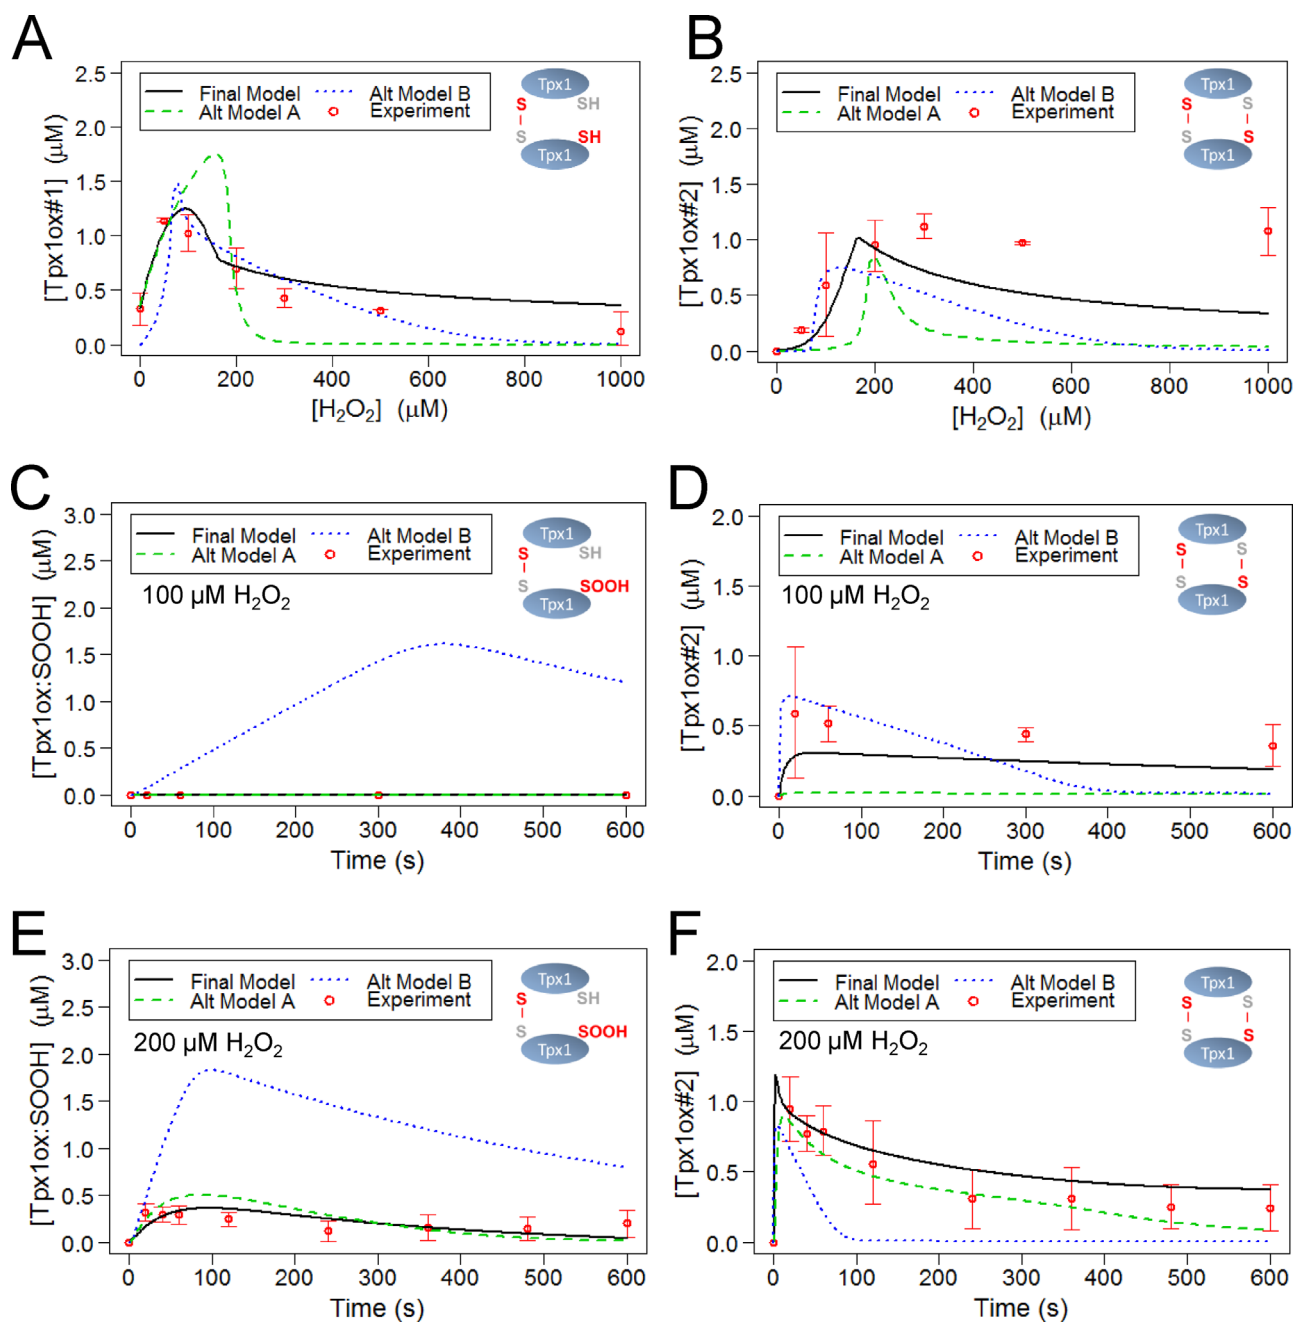 A
[Tpx1ox#1] (µM)
2.5
2.0
1.5
1.0
0.5
0.0
Final Model
Alt Model B
Alt Model A
Experiment
Tpx1
S
SH
S
SH
Tpx1
0
200
400
600
800
1000
[H₂O₂] (µM)
B
[Tpx1ox#2] (µM)
2.5
2.0
1.5
1.0
0.5
0.0
Final Model
Alt Model B
Alt Model A
Experiment
Tpx1
S
S
S
S
Tpx1
0
200
400
600
800
1000
[H₂O₂] (µM)
C
[Tpx1ox:SOOH] (µM)
3.0
2.5
2.0
1.5
1.0
0.5
0.0
Final Model
Alt Model B
Alt Model A
Experiment
100 µM H₂O₂
Tpx1
S
SH
S
SOOH
Tpx1
0
100
200
300
400
500
600
Time (s)
D
[Tpx1ox#2] (µM)
2.0
1.5
1.0
0.5
0.0
Final Model
Alt Model B
Alt Model A
Experiment
100 µM H₂O₂
Tpx1
S
S
S
S
Tpx1
0
100
200
300
400
500
600
Time (s)
E
[Tpx1ox:SOOH] (µM)
3.0
2.5
2.0
1.5
1.0
0.5
0.0
Final Model
Alt Model B
Alt Model A
Experiment
200 µM H₂O₂
Tpx1
S
SH
S
SOOH
Tpx1
0
100
200
300
400
500
600
Time (s)
F
[Tpx1ox#2] (µM)
2.0
1.5
1.0
0.5
0.0
Final Model
Alt Model B
Alt Model A
Experiment
200 µM H₂O₂
Tpx1
S
S
S
S
Tpx1
0
100
200
300
400
500
600
Time (s)